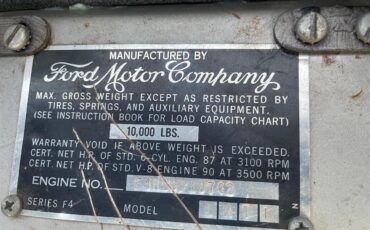 MANUFACTURED BY
Ford Motor Company
MAX. GROSS WEIGHT EXCEPT AS RESTRICTED BY
TIRES, SPRINGS, AND AUXILIARY EQUIPMENT.
(SEE INSTRUCTION BOOK FOR LOAD CAPACITY CHART)
10,000 LBS.
WARRANTY VOID IF ABOVE WEIGHT IS EXCEEDED.
CERT. NET H.P. OF STD. 6-CYL. ENG. 87 AT 3100 RPM
CERT. NET H.P. OF STD. V-8 ENGINE 90 AT 3500 RPM
ENGINE NO.
SERIES F4 MODEL
N